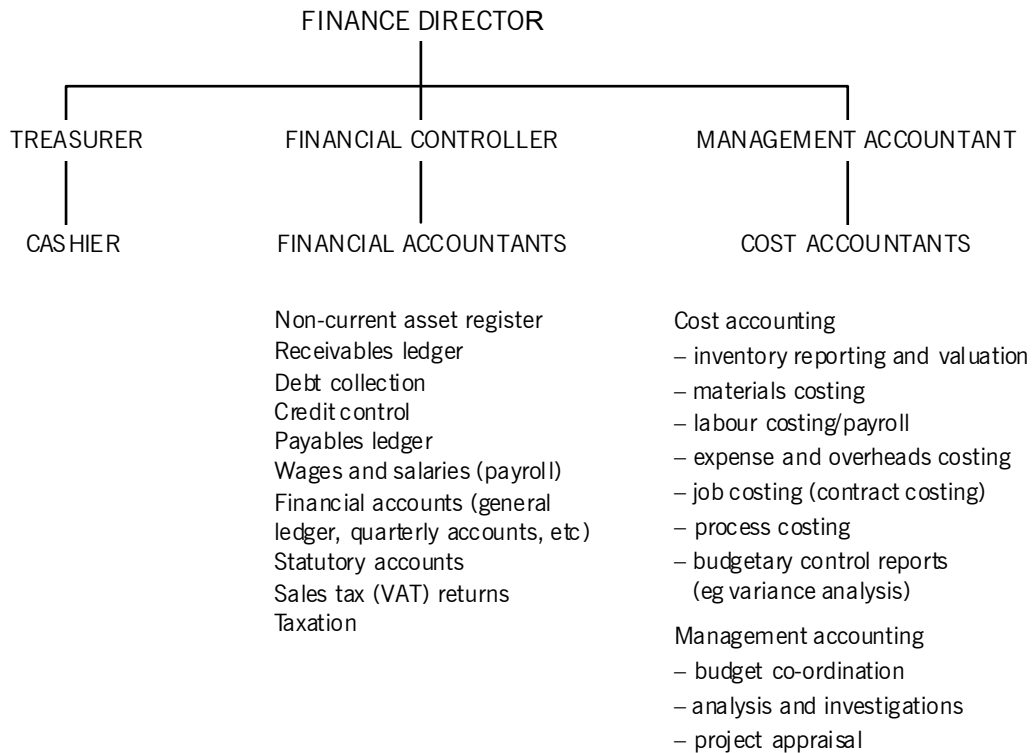 FINANCE DIRECTOR
TREASURER
FINANCIAL CONTROLLER
MANAGEMENT ACCOUNTANT
CASHIER
FINANCIAL ACCOUNTANTS
COST ACCOUNTANTS
Non-current asset register
Receivables ledger
Debt collection
Credit control
Payables ledger
Wages and salaries (payroll)
Financial accounts (general
ledger, quarterly accounts, etc)
Statutory accounts
Sales tax (VAT) returns
Taxation
Cost accounting
– inventory reporting and valuation
– materials costing
– labour costing/payroll
– expense and overheads costing
– job costing (contract costing)
– process costing
– budgetary control reports
(eg variance analysis)
Management accounting
– budget co-ordination
– analysis and investigations
– project appraisal